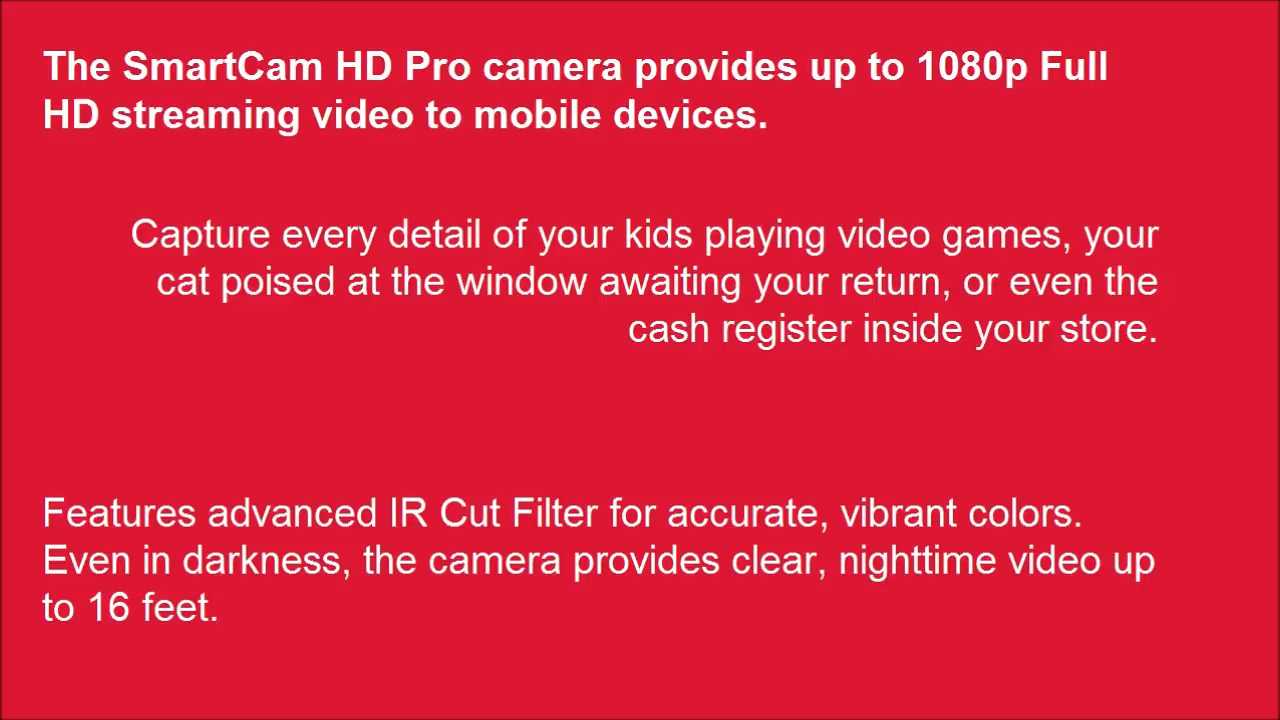 The SmartCam HD Pro camera provides up to 1080p Full
HD streaming video to mobile devices.
Capture every detail of your kids playing video games, your
cat poised at the window awaiting your return, or even the
cash register inside your store.
Features advanced IR Cut Filter for accurate, vibrant colors.
Even in darkness, the camera provides clear, nighttime video up
to 16 feet.